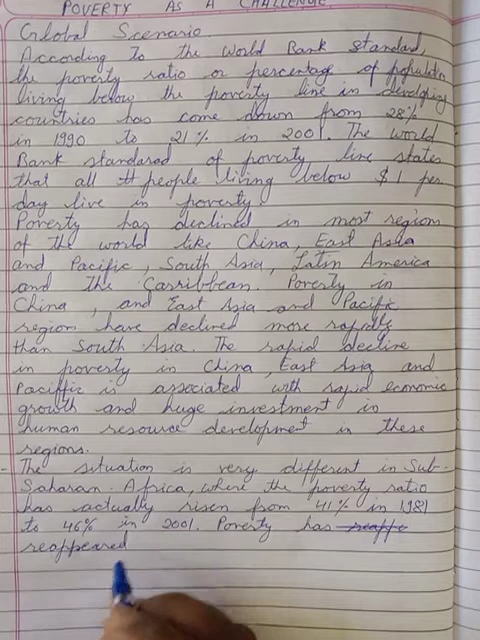 POVERTY AS A CHALLENGE
Global Scenario
According To the World Bank standard,
the poverty ratio or percentage of population
living below the poverty line in developing
countries has come down from 28%
in 1990 to 21% in 2001. The world
Bank standarad of poverty line states
that all people living below $1 per
day live in poverty
Poverty has declined in most region
of the world like China, East Asia
and Pacific, South Asia, Latin America
and the Carribbean. Poverty in
China, and East Asia and Pacific
region have declined more rapidly
than South Asia. The rapid decline
in poverty in China, East Asia and
Paciffic is associated with rapid economic
growth and huge investment in
human resource development in these
regions.
- The situation is very different in Sub-
Saharan Africa, where the poverty ratio
has actually risen from 41% in 1981
to 46% in 2001. Poverty has reappe
reoppeared